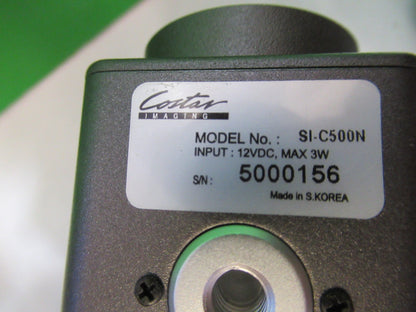 Costar
IMAGING
MODEL No. : SI-C500N
INPUT : 12VDC, MAX 3W
S/N : 5000156
Made in S.KOREA